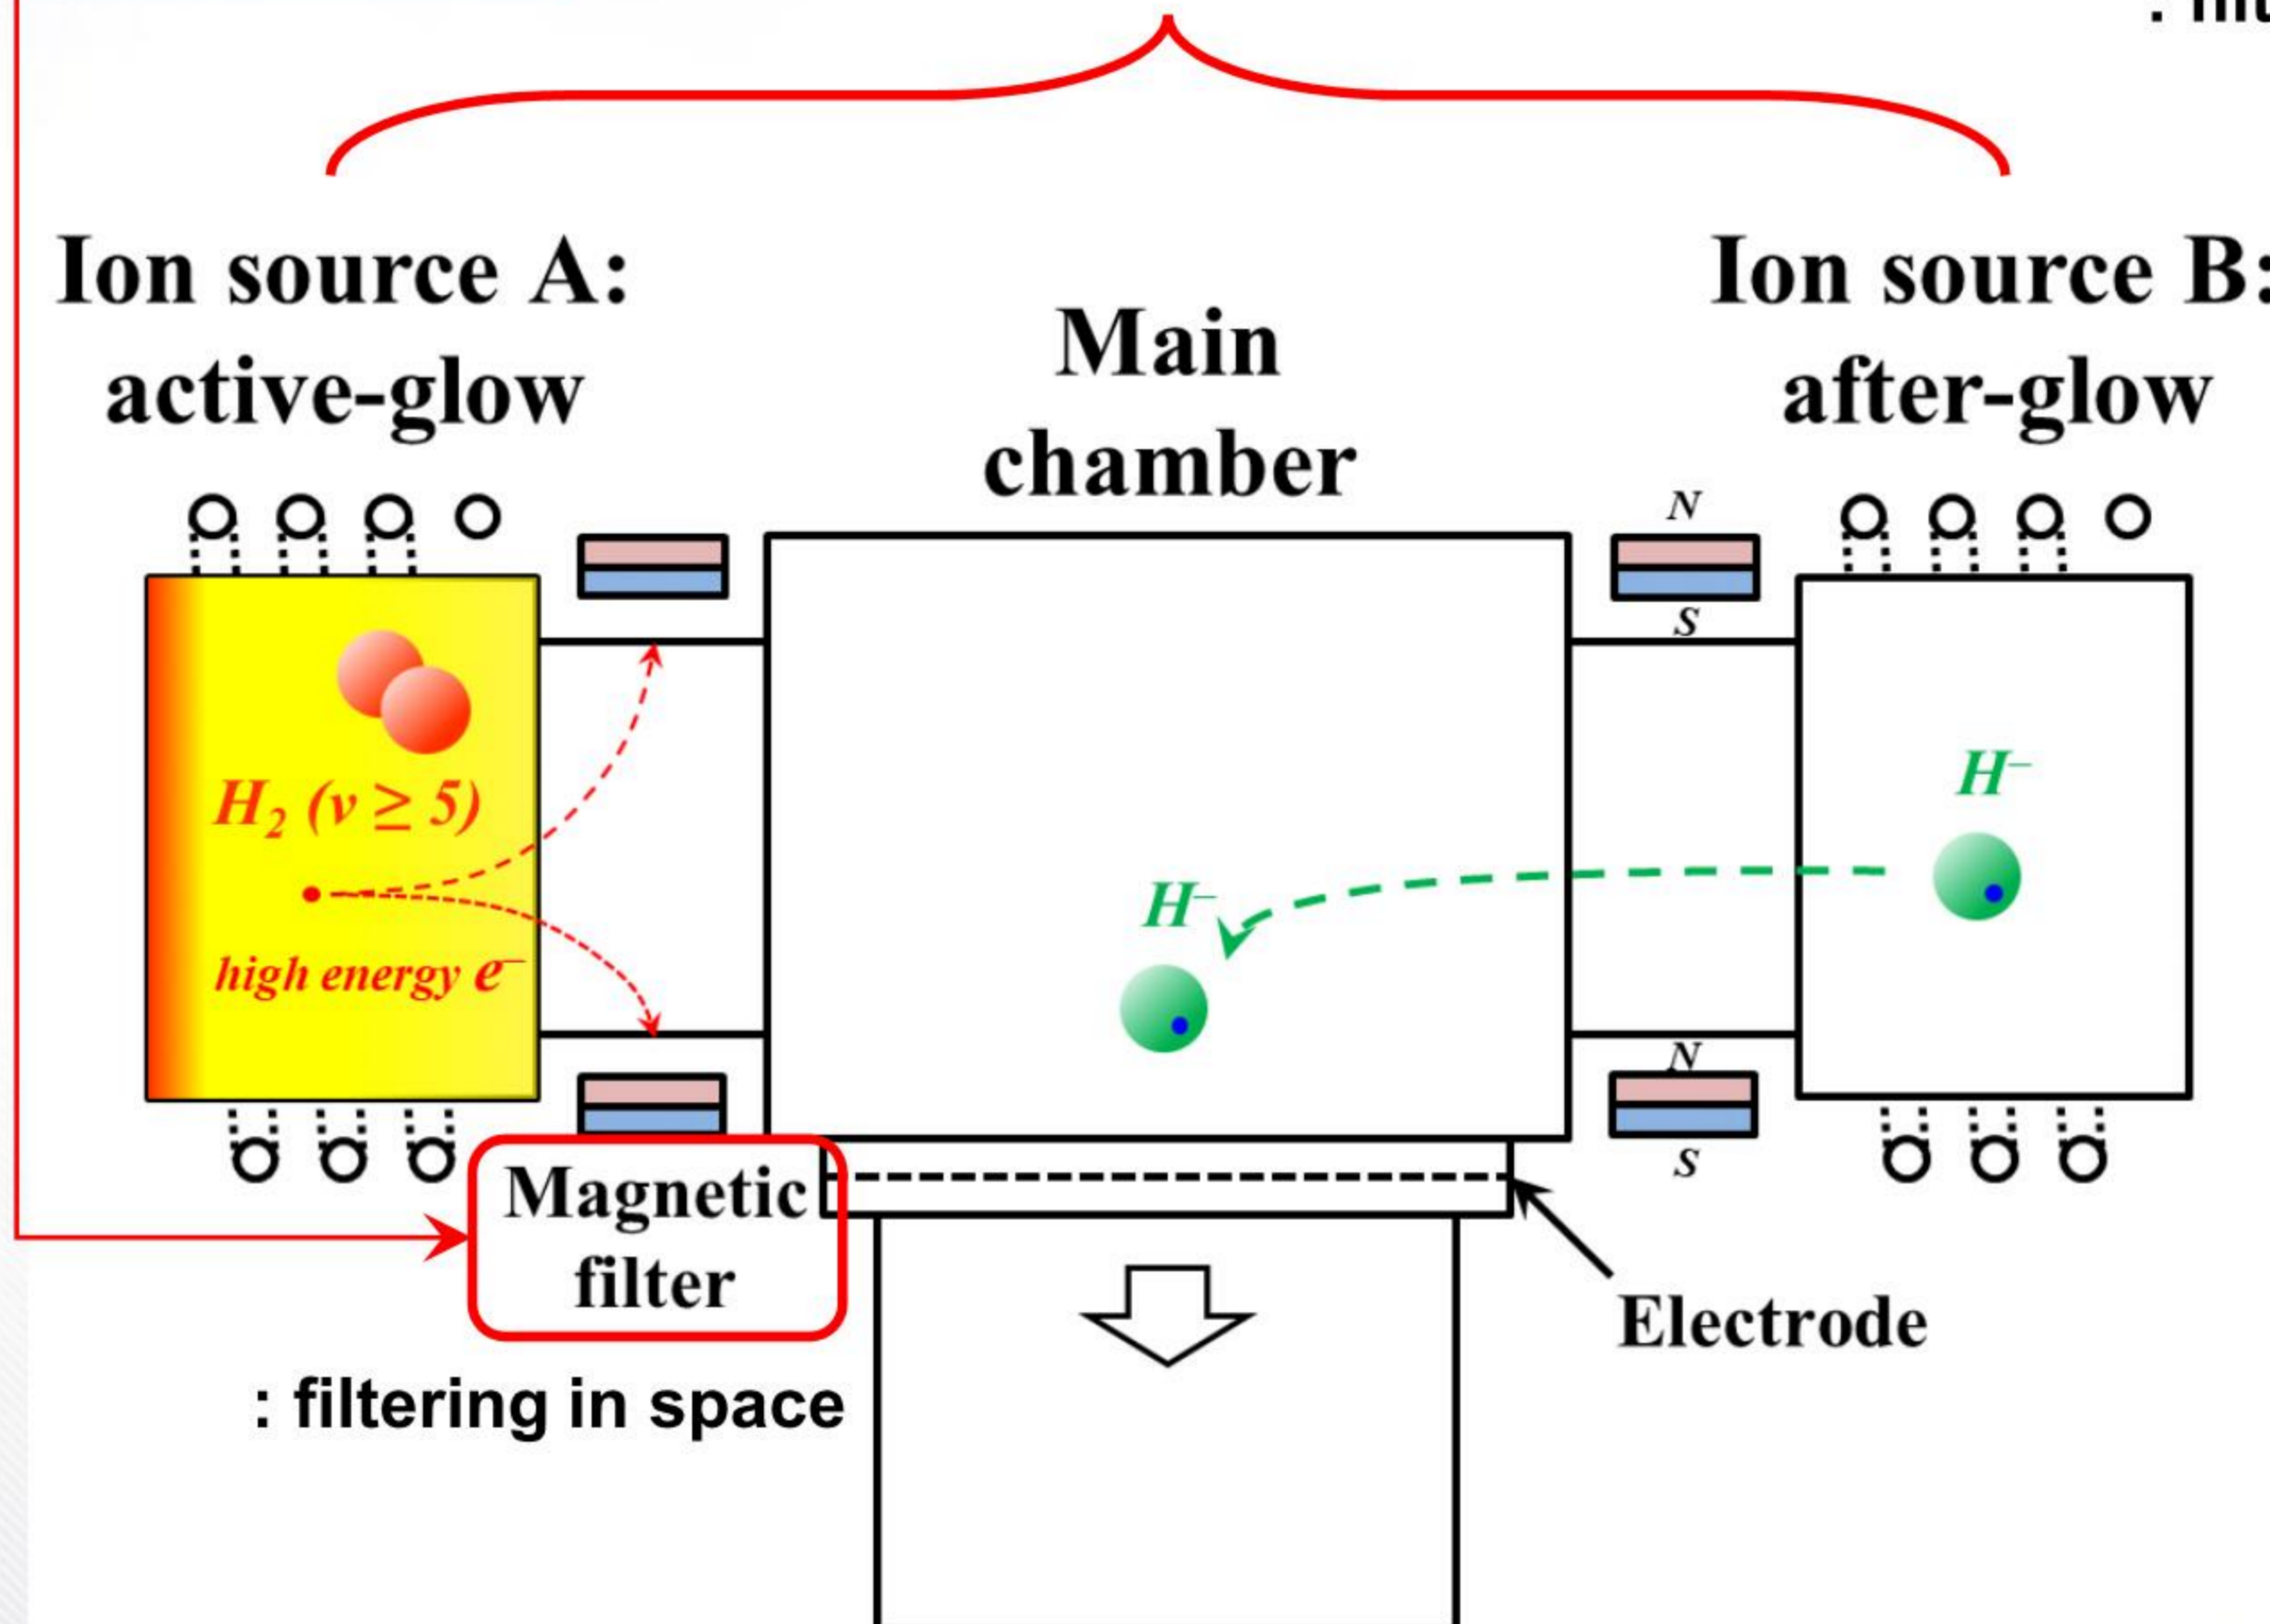 Ion source A:
active-glow
Main
chamber
Ion source B:
after-glow
N
S
H₂ (v ≥ 5)
high energy e⁻
H⁻
H⁻
N
S
Magnetic
filter
Electrode
: filtering in space